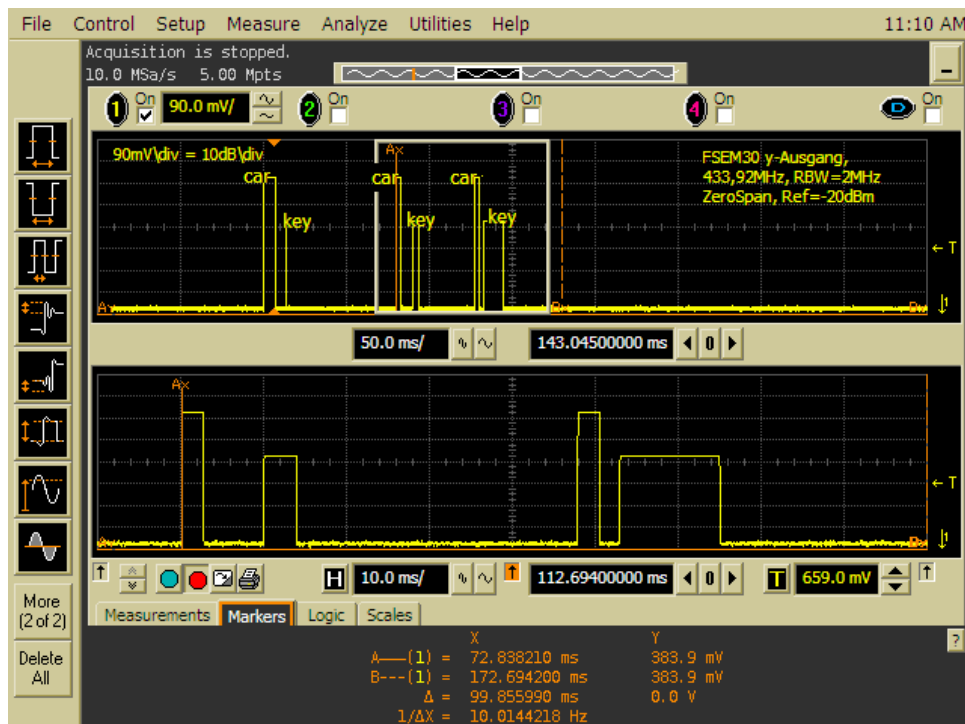 File Control Setup Measure Analyze Utilities Help 11:10 AM
Acquisition is stopped.
10.0 MSa/s 5.00 Mpts
1 On 90.0 mV/ 2 On 3 On 4 On D On
90mV\div = 10dB\div
FSEM30 y-Ausgang,
433,92MHz, RBW=2MHz
ZeroSpan, Ref=-20dBm
Ax
car car car
key key key
T
50.0 ms/ 143.04500000 ms 0
Ax
T
H 10.0 ms/ 112.69400000 ms 0 T 659.0 mV
More
(2 of 2)
Delete
All
Measurements Markers Logic Scales
?
X Y
A——(1) = 72.838210 ms 383.9 mV
B---(1) = 172.694200 ms 383.9 mV
Δ = 99.855990 ms 0.0 V
1/ΔX = 10.0144218 Hz